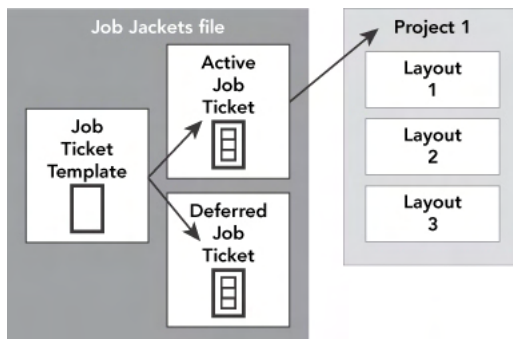 Job Jackets file
Job
Ticket
Template
Active
Job
Ticket
Deferred
Job
Ticket
Project 1
Layout
1
Layout
2
Layout
3